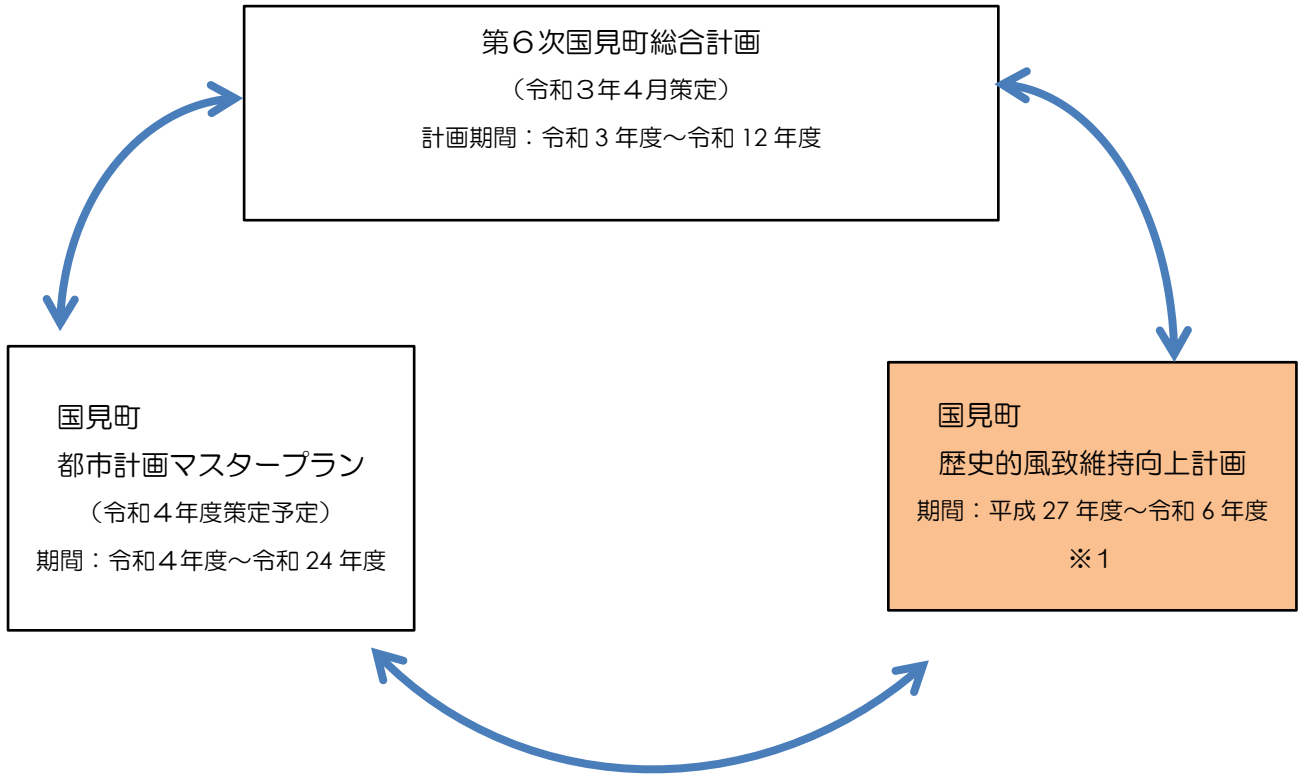 第６次国見町総合計画
（令和３年４月策定）
計画期間：令和 3 年度～令和 12 年度
国見町
都市計画マスタープラン
（令和４年度策定予定）
期間：令和４年度～令和 24 年度
国見町
歴史的風致維持向上計画
期間：平成 27 年度～令和 6 年度
※１